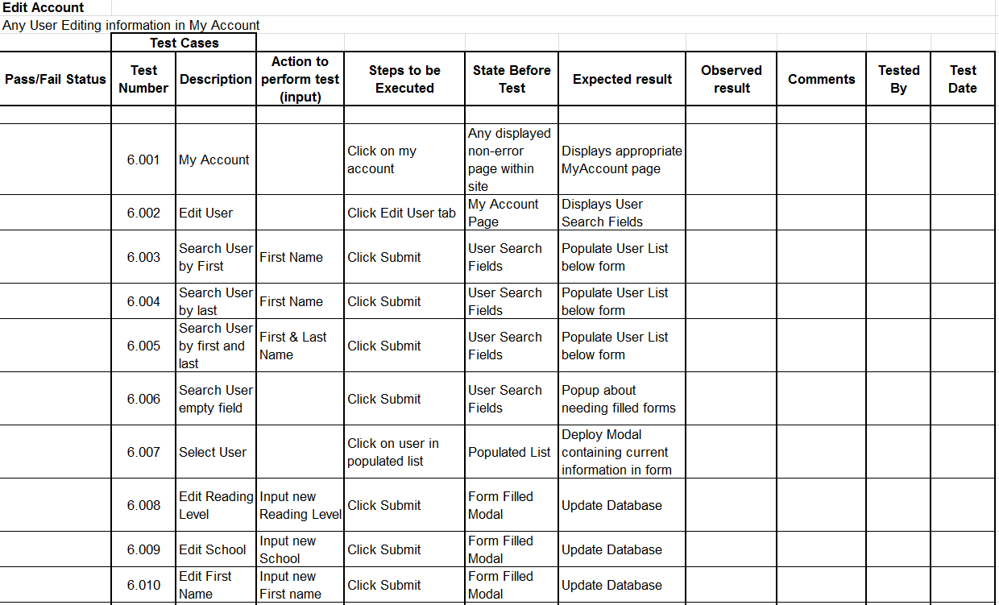 Edit Account
Any User Editing information in My Account
Test Cases
Pass/Fail Status
Test
Number
Description
Action to
perform test
(input)
Steps to be
Executed
State Before
Test
Expected result
Observed
result
Comments
Tested
By
Test
Date
6.001
My Account
Click on my
account
Any displayed
non-error
page within
site
Displays appropriate
MyAccount page
6.002
Edit User
Click Edit User tab
My Account
Page
Displays User
Search Fields
6.003
Search User
by First
First Name
Click Submit
User Search
Fields
Populate User List
below form
6.004
Search User
by last
First Name
Click Submit
User Search
Fields
Populate User List
below form
6.005
Search User
by first and
last
First & Last
Name
Click Submit
User Search
Fields
Populate User List
below form
6.006
Search User
empty field
Click Submit
User Search
Fields
Popup about
needing filled forms
6.007
Select User
Click on user in
populated list
Populated List
Deploy Modal
containing current
information in form
6.008
Edit Reading
Level
Input new
Reading Level
Click Submit
Form Filled
Modal
Update Database
6.009
Edit School
Input new
School
Click Submit
Form Filled
Modal
Update Database
6.010
Edit First
Name
Input new
First name
Click Submit
Form Filled
Modal
Update Database